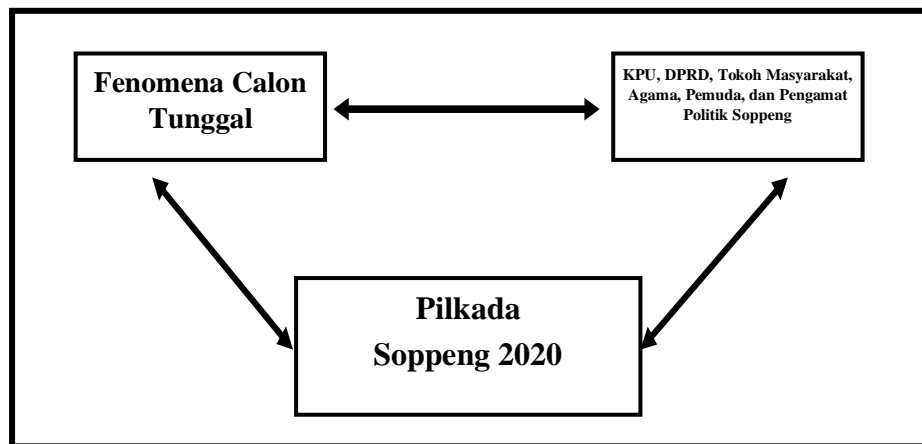 Fenomena Calon
Tunggal
KPU, DPRD, Tokoh Masyarakat,
Agama, Pemuda, dan Pengamat
Politik Soppeng
Pilkada
Soppeng 2020